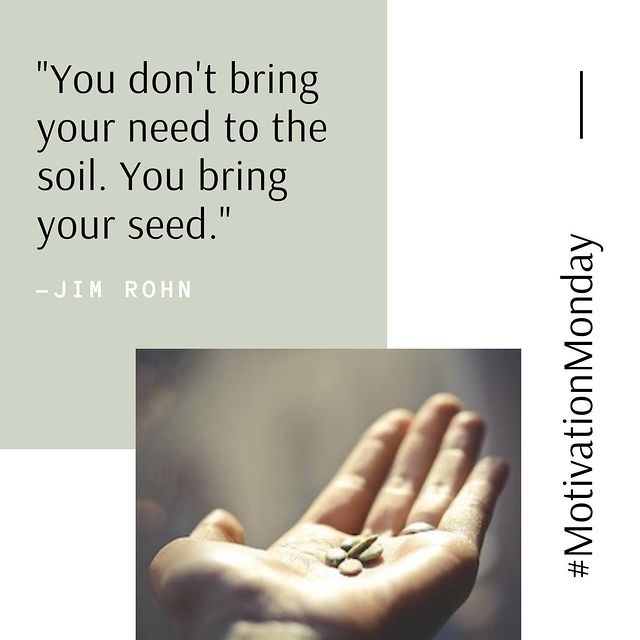 "You don't bring
your need to the
soil. You bring
your seed."
–JIM ROHN
#MotivationMonday